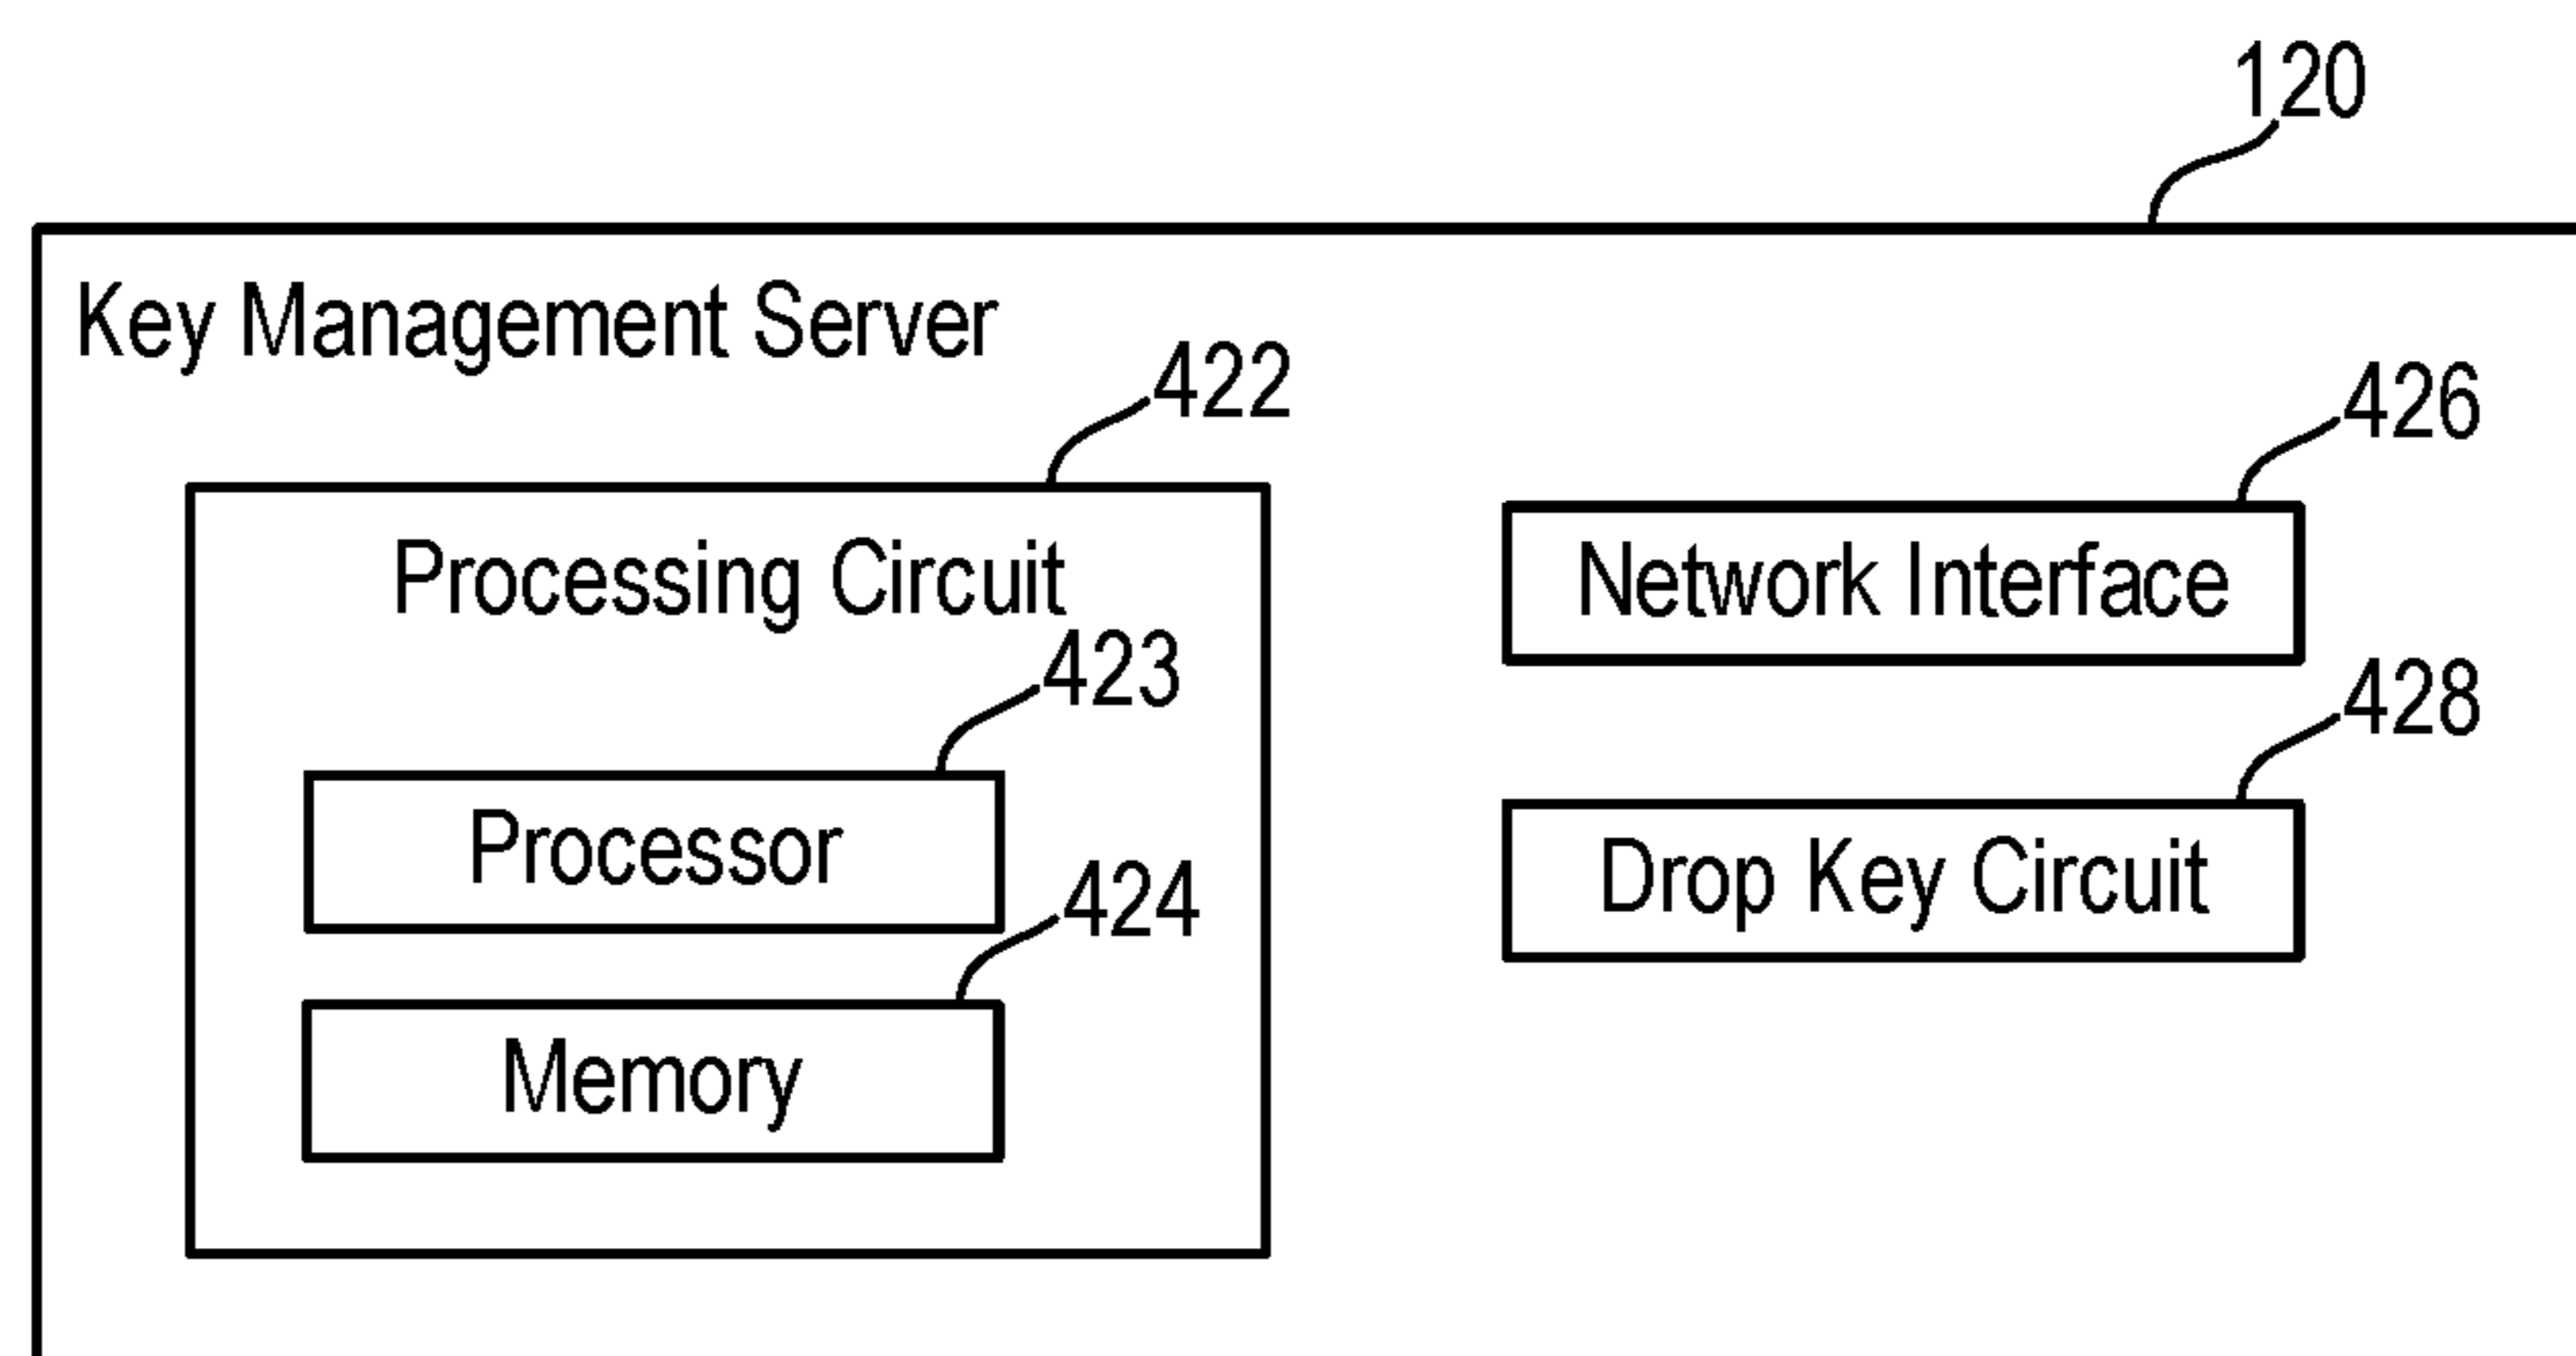 120
Key Management Server
422
426
Processing Circuit
Network Interface
423
428
Processor
Drop Key Circuit
424
Memory